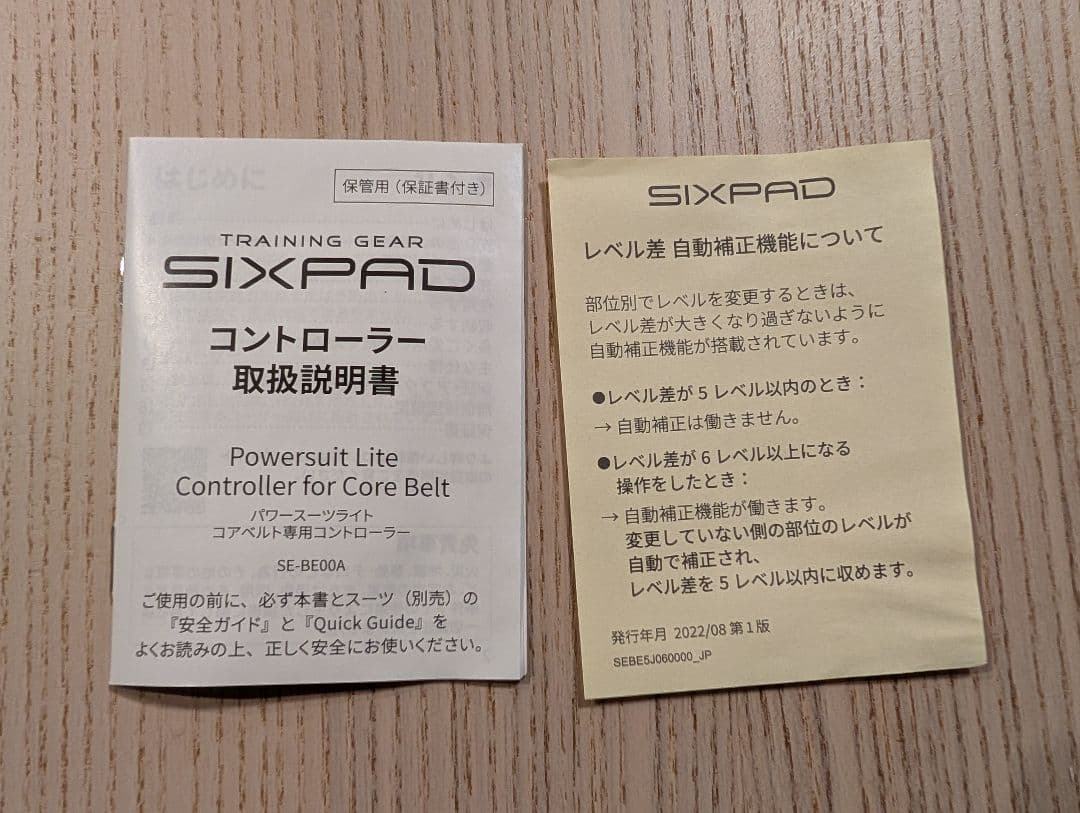 保管用（保証書付き）
TRAINING GEAR
SIXPAD
コントローラー
取扱説明書
Powersuit Lite
Controller for Core Belt
パワースーツライト
コアベルト専用コントローラー
SE-BE00A
ご使用の前に、必ず本書とスーツ（別売）の
『安全ガイド』と『Quick Guide』を
よくお読みの上、正しく安全にお使いください。
SIXPAD
レベル差 自動補正機能について
部位別でレベルを変更するときは、
レベル差が大きくなり過ぎないように
自動補正機能が搭載されています。
●レベル差が 5 レベル以内のとき：
→ 自動補正は働きません。
●レベル差が 6 レベル以上になる
操作をしたとき：
→ 自動補正機能が働きます。
変更していない側の部位のレベルが
自動で補正され、
レベル差を 5 レベル以内に収めます。
発行年月 2022/08 第1版
SEBE5J060000_JP